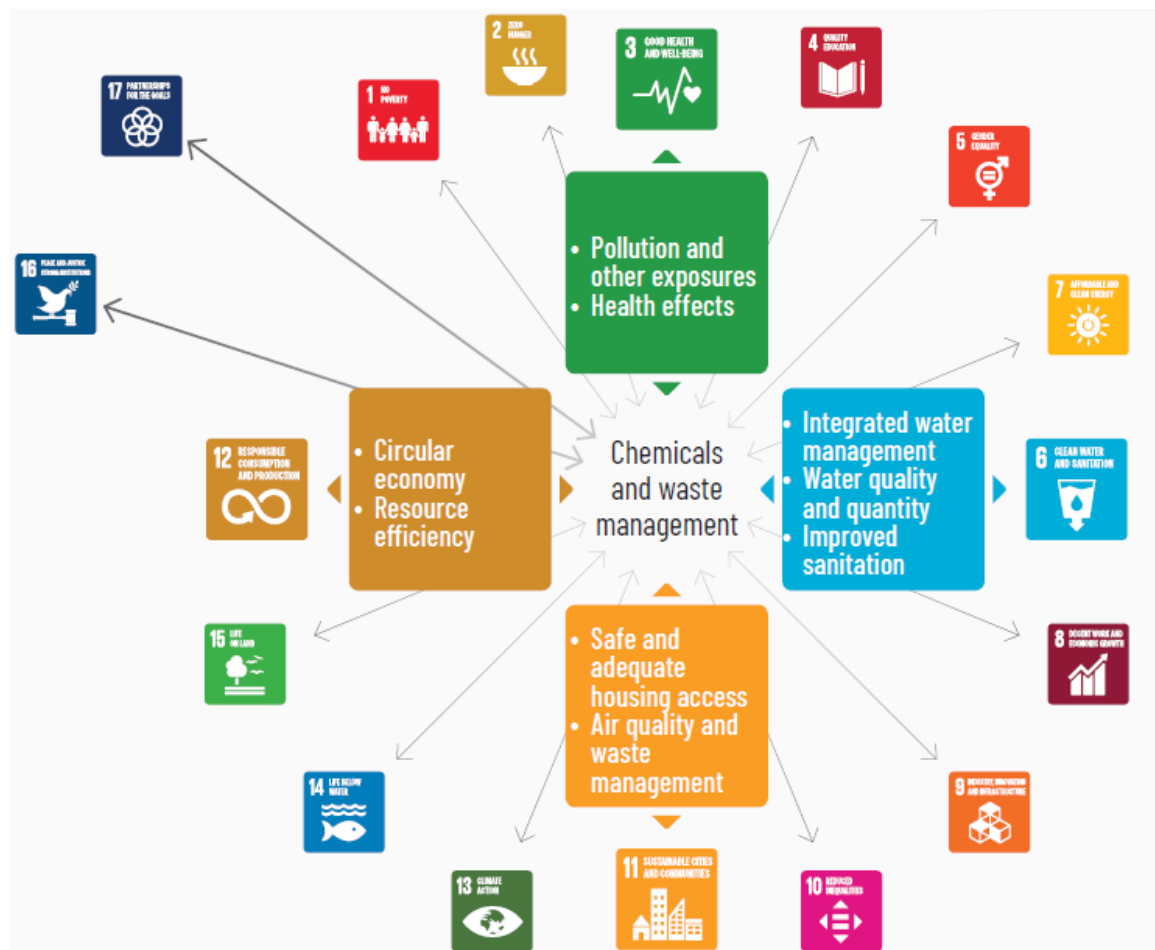 2 ZERO
HUNGER
3 GOOD HEALTH
AND WELL-BEING
4 QUALITY
EDUCATION
17 PARTNERSHIPS
FOR THE GOALS
1 NO
POVERTY
5 GENDER
EQUALITY
• Pollution and
other exposures
• Health effects
16 PEACE AND JUSTICE
STRONG INSTITUTIONS
7 AFFORDABLE AND
CLEAN ENERGY
12 RESPONSIBLE
CONSUMPTION
AND PRODUCTION
• Circular
economy
• Resource
efficiency
Chemicals
and waste
management
• Integrated water
management
• Water quality
and quantity
• Improved
sanitation
6 CLEAN WATER
AND SANITATION
15 LIFE
ON LAND
• Safe and
adequate
housing access
• Air quality and
waste
management
8 DECENT WORK AND
ECONOMIC GROWTH
14 LIFE BELOW
WATER
9 INDUSTRY, INNOVATION
AND INFRASTRUCTURE
13 CLIMATE
ACTION
11 SUSTAINABLE CITIES
AND COMMUNITIES
10 REDUCED
INEQUALITIES